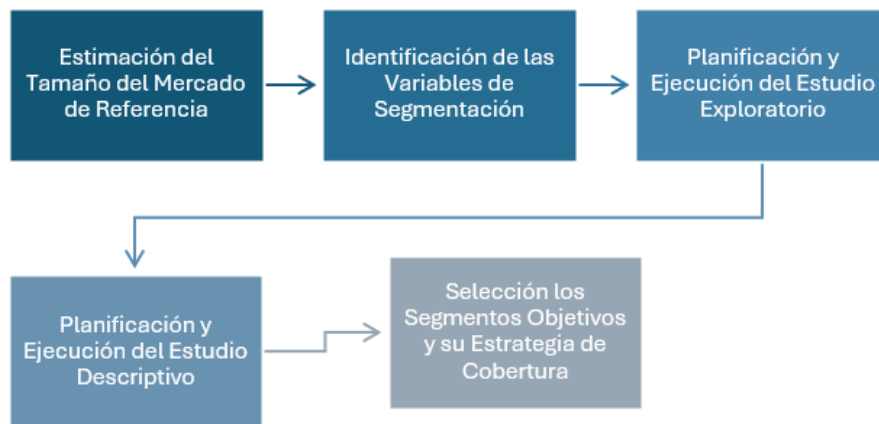 Estimación del
Tamaño del Mercado
de Referencia
Identificación de las
Variables de
Segmentación
Planificación y
Ejecución del Estudio
Exploratorio
Planificación y
Ejecución del Estudio
Descriptivo
Selección los
Segmentos Objetivos
y su Estrategia de
Cobertura